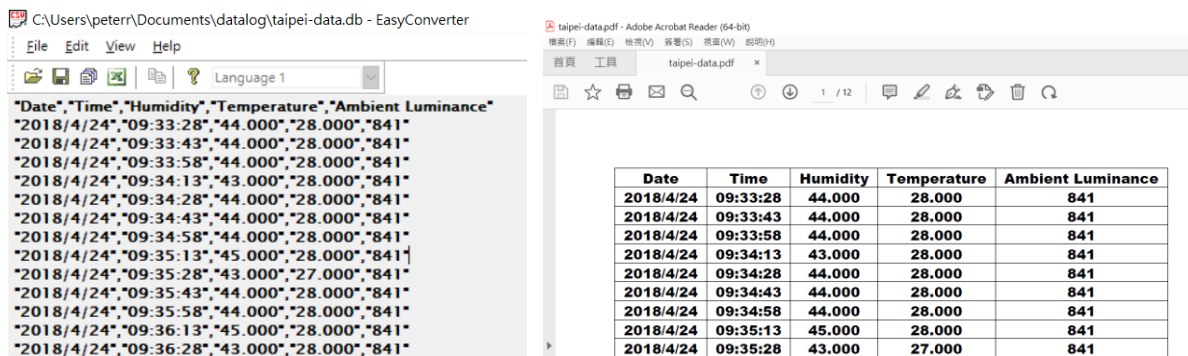 C:\Users\peterr\Documents\datalog\taipei-data.db - EasyConverter
File Edit View Help
Language 1
"Date","Time","Humidity","Temperature","Ambient Luminance"
"2018/4/24","09:33:28","44.000","28.000","841"
"2018/4/24","09:33:43","44.000","28.000","841"
"2018/4/24","09:33:58","44.000","28.000","841"
"2018/4/24","09:34:13","43.000","28.000","841"
"2018/4/24","09:34:28","44.000","28.000","841"
"2018/4/24","09:34:43","44.000","28.000","841"
"2018/4/24","09:34:58","44.000","28.000","841"
"2018/4/24","09:35:13","45.000","28.000","841"
"2018/4/24","09:35:28","43.000","27.000","841"
"2018/4/24","09:35:43","44.000","28.000","841"
"2018/4/24","09:35:58","44.000","28.000","841"
"2018/4/24","09:36:13","45.000","28.000","841"
"2018/4/24","09:36:28","43.000","28.000","841"
taipei-data.pdf - Adobe Acrobat Reader (64-bit)
檔案(F) 編輯(E) 檢視(V) 簽署(S) 視窗(W) 說明(H)
首頁 工具 taipei-data.pdf ×
1 / 12
Date Time Humidity Temperature Ambient Luminance
2018/4/24 09:33:28 44.000 28.000 841
2018/4/24 09:33:43 44.000 28.000 841
2018/4/24 09:33:58 44.000 28.000 841
2018/4/24 09:34:13 43.000 28.000 841
2018/4/24 09:34:28 44.000 28.000 841
2018/4/24 09:34:43 44.000 28.000 841
2018/4/24 09:34:58 44.000 28.000 841
2018/4/24 09:35:13 45.000 28.000 841
2018/4/24 09:35:28 43.000 27.000 841